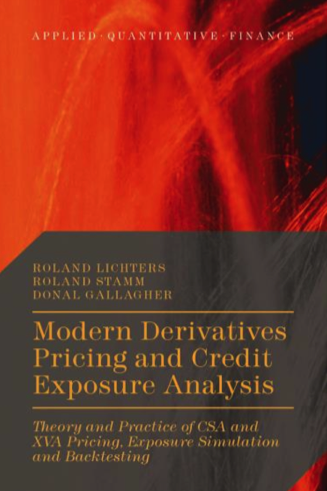 APPLIED · QUANTITATIVE · FINANCE
ROLAND LICHTERS
ROLAND STAMM
DONAL GALLAGHER
Modern Derivatives
Pricing and Credit
Exposure Analysis
Theory and Practice of CSA and
XVA Pricing, Exposure Simulation
and Backtesting